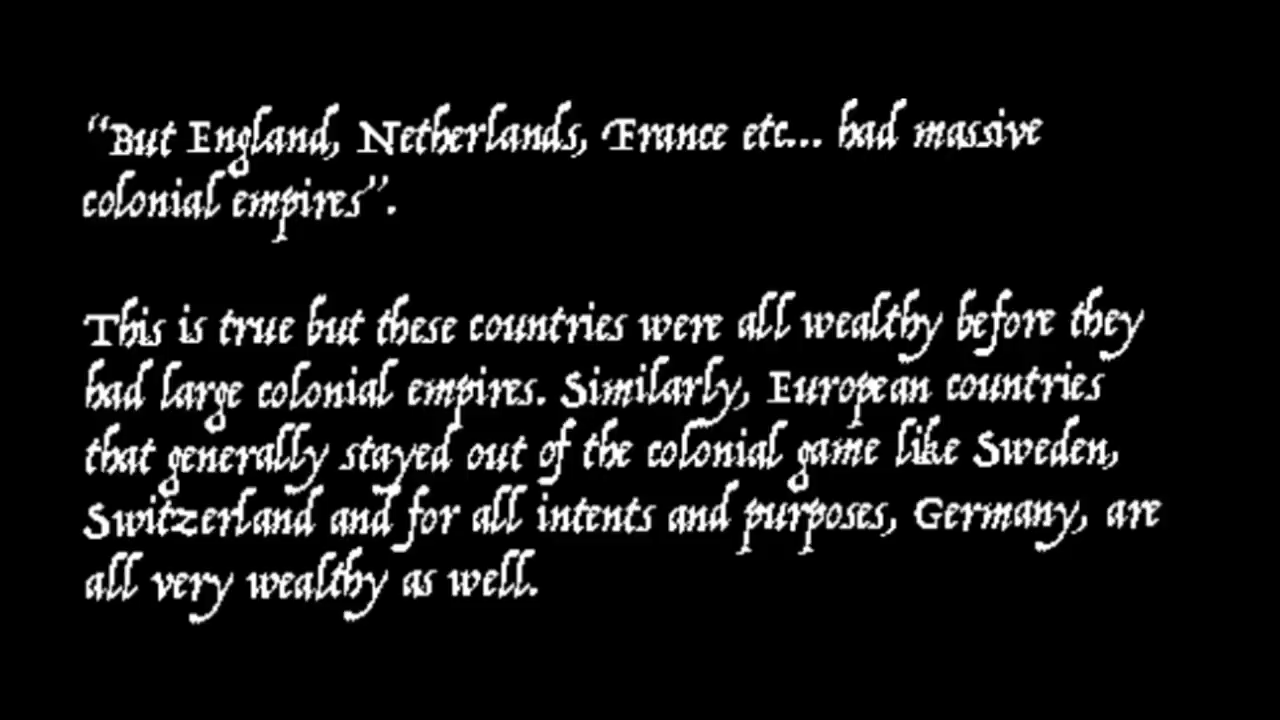 “But England, Netherlands, France etc... had massive
colonial empires”.
This is true but these countries were all wealthy before they
had large colonial empires. Similarly, European countries
that generally stayed out of the colonial game like Sweden,
Switzerland and for all intents and purposes, Germany, are
all very wealthy as well.